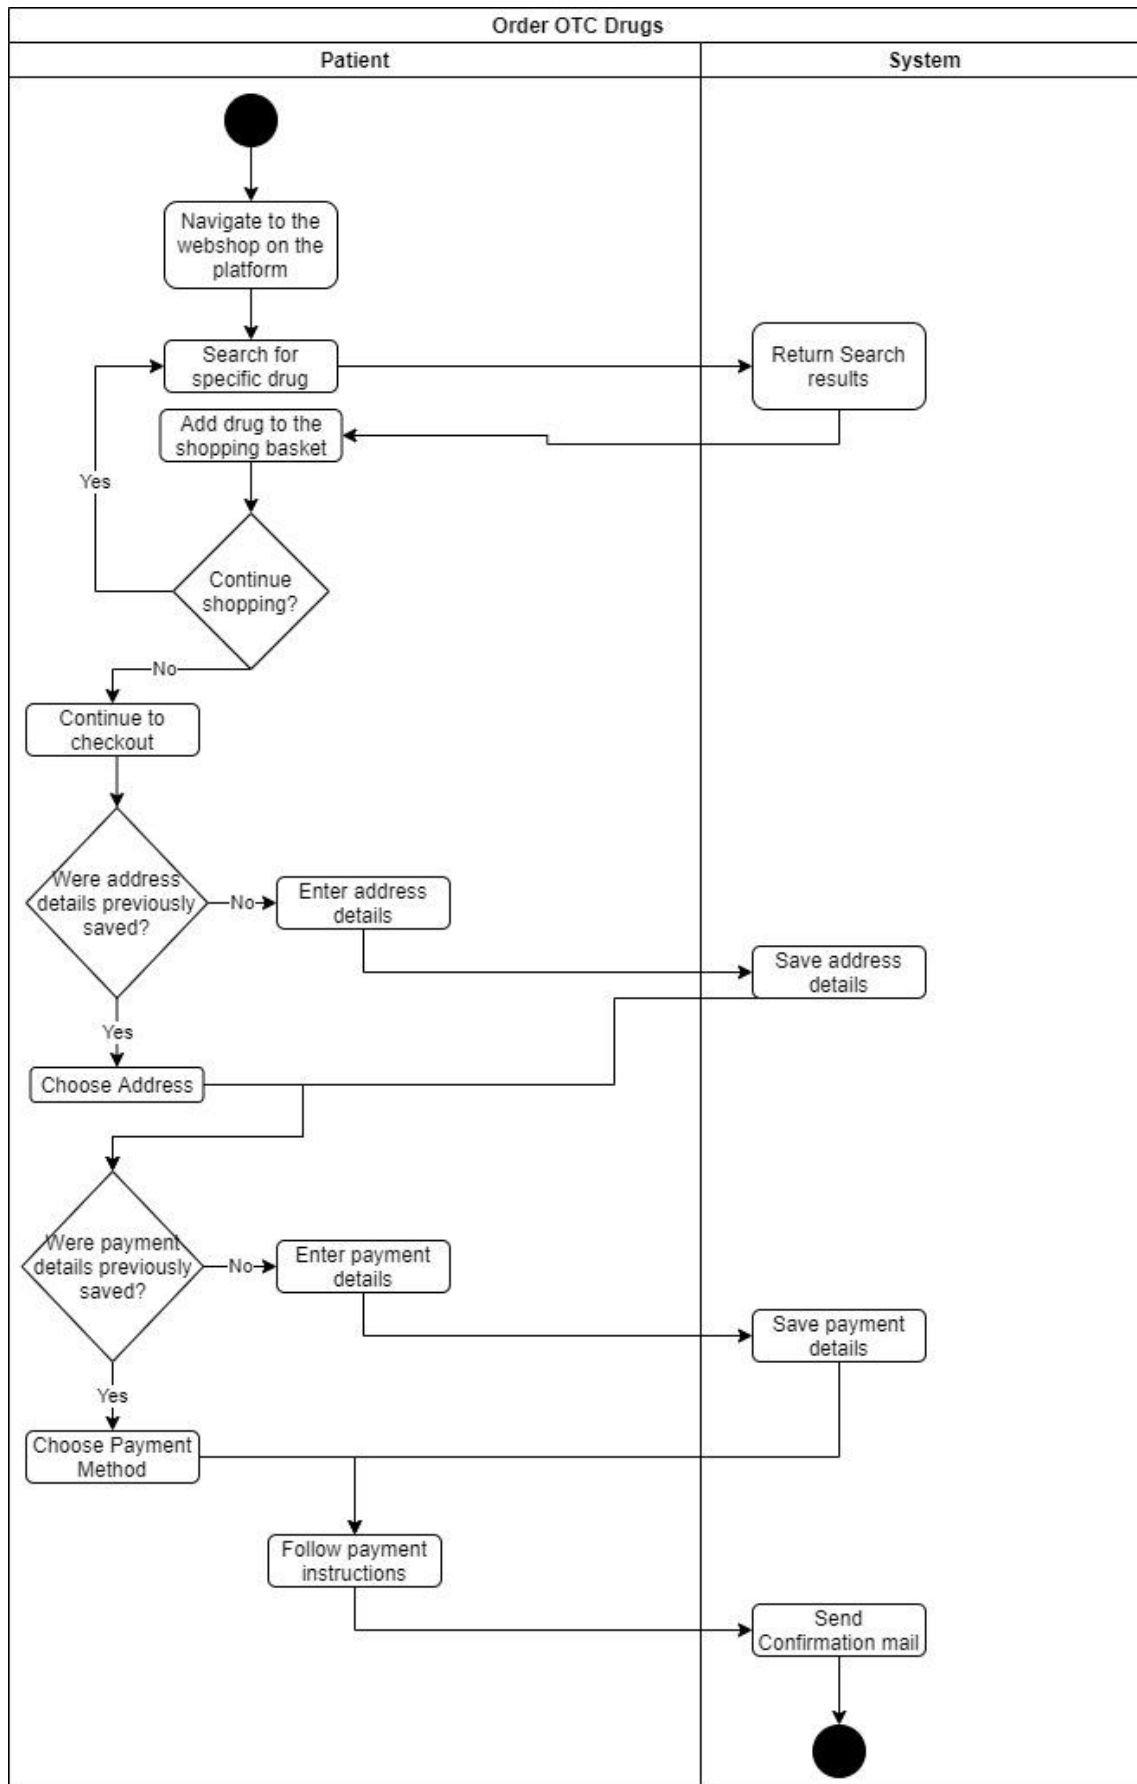 Order OTC Drugs
Patient
System
Navigate to the
webshop on the
platform
Search for
specific drug
Return Search
results
Add drug to the
shopping basket
Yes
Continue
shopping?
No
Continue to
checkout
Were address
details previously
saved?
No
Enter address
details
Save address
details
Yes
Choose Address
Were payment
details previously
saved?
No
Enter payment
details
Save payment
details
Yes
Choose Payment
Method
Follow payment
instructions
Send
Confirmation mail